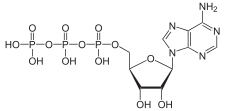 NH₂
O O O N N
HO P O P O P O O N N
OH OH OH
OH OH